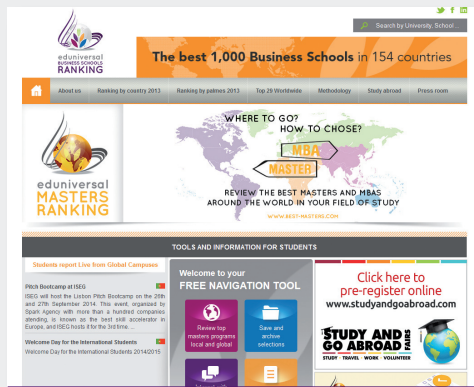 eduniversal
BUSINESS SCHOOLS
RANKING
Search by University, School ...
The best 1,000 Business Schools in 154 countries
About us
Ranking by country 2013
Ranking by palmes 2013
Top 29 Worldwide
Methodology
Study abroad
Press room
eduniversal
MASTERS
RANKING
WHERE TO GO?
HOW TO CHOSE?
MBA
MASTER
REVIEW THE BEST MASTERS AND MBAS
AROUND THE WORLD IN YOUR FIELD OF STUDY
WWW.BEST-MASTERS.COM
TOOLS AND INFORMATION FOR STUDENTS
Students report Live from Global Campuses
Pitch Bootcamp at ISEG
ISEG will host the Lisbon Pitch Bootcamp on the 26th
and 27th September 2014. This event, organized by
Spark Agency with more than a hundred companies
attending, is known as the best skill accelerator in
Europe, and ISEG hosts it for the 3rd time. ...
Welcome Day for the International Students
Welcome Day for the International Students 2014/2015
Welcome to your
FREE NAVIGATION TOOL
Review top
masters programs
local and global
Save and
archive
selections
Click here to
pre-register online
www.studyandgoabroad.com
THE
STUDY AND
GO ABROAD
FAIRS
STUDY · TRAVEL · WORK · VOLUNTEER